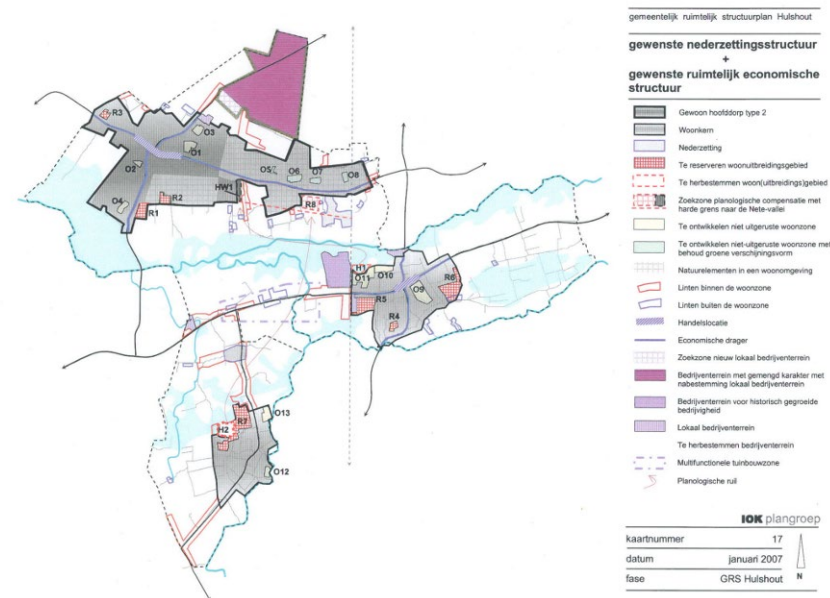 gemeentelijk ruimtelijk structuurplan Hulshout
gewenste nederzettingsstructuur
+
gewenste ruimtelijk economische
structuur
Gewoon hoofddorp type 2
Woonkern
Nederzetting
Te reserveren woonuitbreidingsgebied
Te herbestemmen woon(uitbreidings)gebied
Zoekzone planologische compensatie met
harde grens naar de Nete-vallei
Te ontwikkelen niet-uitgeruste woonzone
Te ontwikkelen niet-uitgeruste woonzone met
behoud groene verschijningsvorm
Natuurelementen in een woonomgeving
Linten binnen de woonzone
Linten buiten de woonzone
Handelslocatie
Economische drager
Zoekzone nieuw lokaal bedrijventerrein
Bedrijventerrein met gemengd karakter met
nabestemming lokaal bedrijventerrein
Bedrijventerrein voor historisch gegroeide
bedrijvigheid
Lokaal bedrijventerrein
Te herbestemmen bedrijventerrein
Multifunctionele tuinbouwzone
Planologische ruil
IOK plangroep
kaartnummer 17
datum januari 2007
fase GRS Hulshout
N
R3
O3
O1
O2
O5
O6
O7
O8
HW1
O4
R1
R2
R8
H1
O10
O11
R6
O9
R5
R4
O13
R7
H2
O12